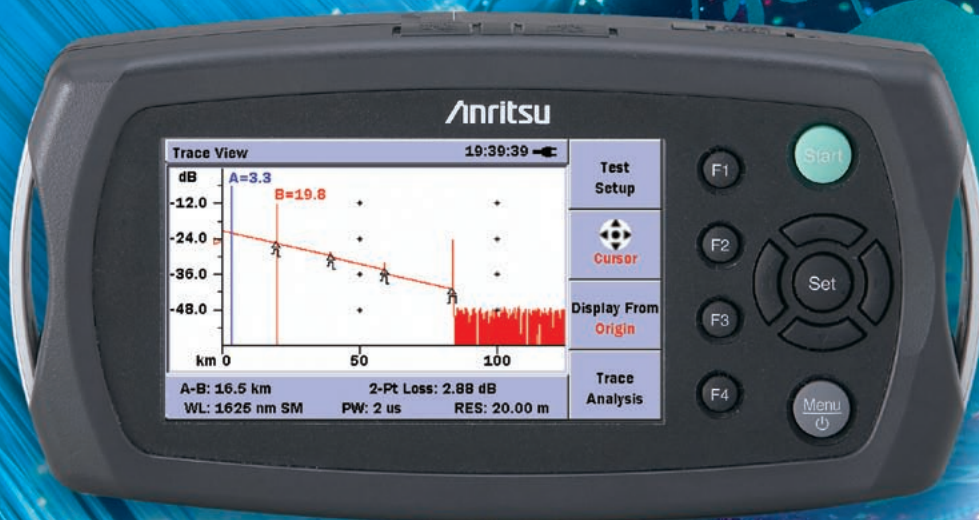 Anritsu
Trace View 19:39:39
dB
A=3.3
B=19.8
-12.0
-24.0
-36.0
-48.0
km 0 50 100
A-B: 16.5 km 2-Pt Loss: 2.88 dB
WL: 1625 nm SM PW: 2 us RES: 20.00 m
Test
Setup
Cursor
Display From
Origin
Trace
Analysis
F1
F2
F3
F4
Start
Set
Menu